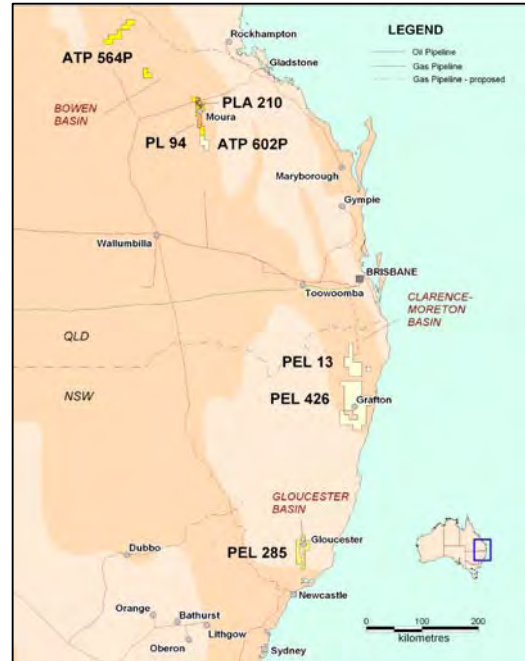 Rockhampton
LEGEND
Oil Pipeline
Gas Pipeline
Gas Pipeline - proposed
ATP 564P
Gladstone
BOWEN
BASIN
PLA 210
Moura
PL 94
ATP 602P
Maryborough
Gympie
Wallumbilla
BRISBANE
Toowoomba
CLARENCE-
MORETON
BASIN
QLD
PEL 13
NSW
PEL 426
Grafton
GLOUCESTER
BASIN
Gloucester
PEL 285
Dubbo
Newcastle
Orange
Bathurst
Lithgow
Oberon
Sydney
0 100 200
kilometres